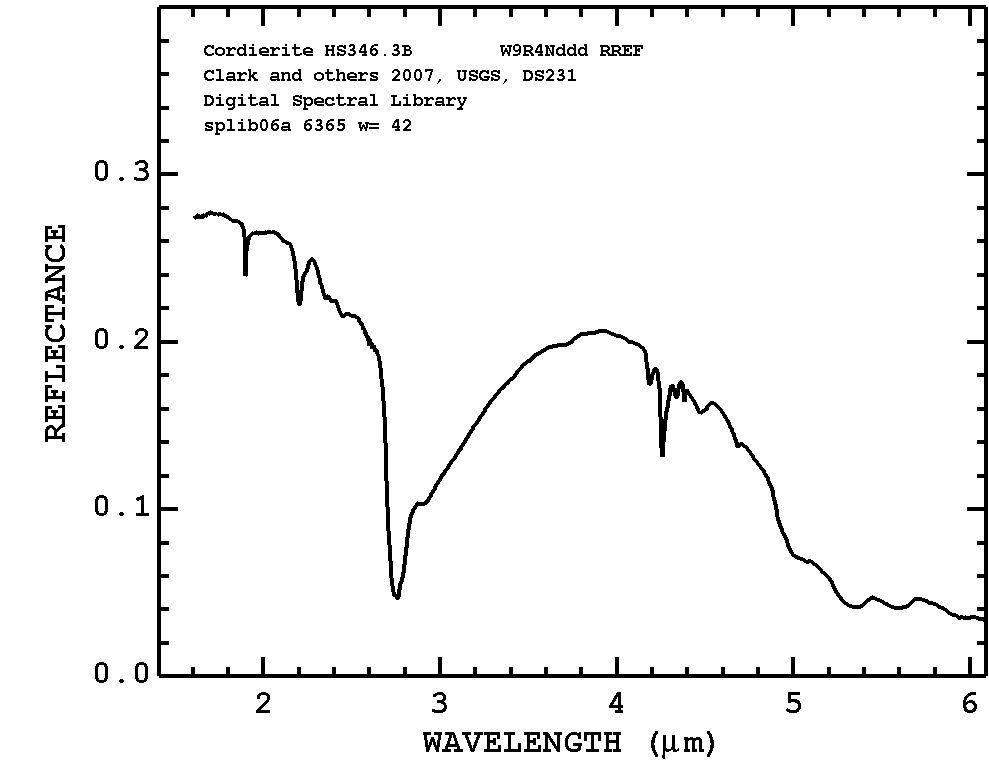 Cordierite HS346.3B W9R4Nddd RREF
Clark and others 2007, USGS, DS231
Digital Spectral Library
splib06a 6365 w= 42
0.3
0.2
0.1
0.0
REFLECTANCE
2 3 4 5 6
WAVELENGTH (μm)